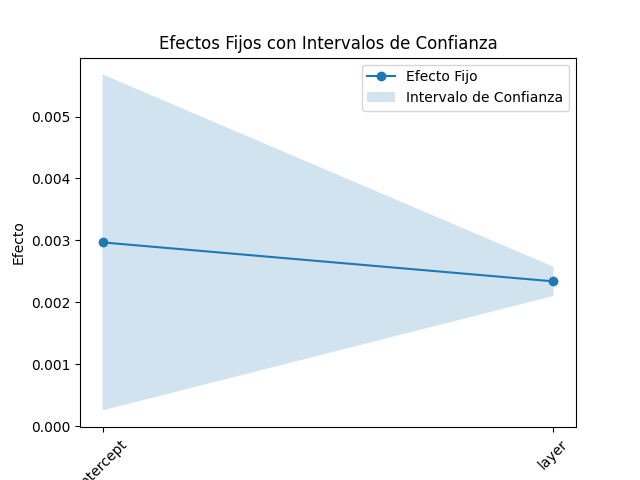 Efectos Fijos con Intervalos de Confianza
Efecto Fijo
Intervalo de Confianza
0.005
0.004
0.003
0.002
0.001
0.000
Efecto
ntercept
layer